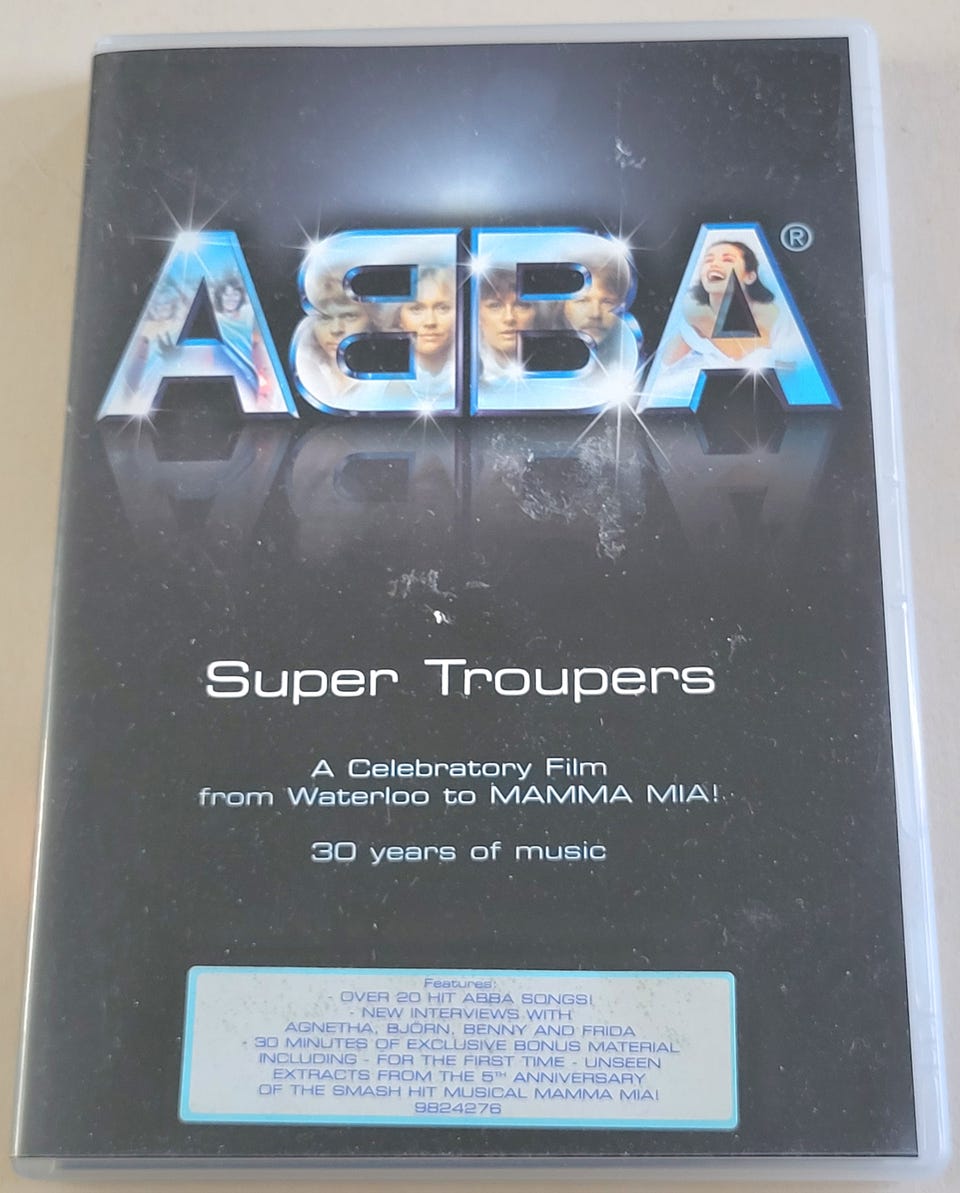 ABBA®
Super Troupers
A Celebratory Film
from Waterloo to MAMMA MIA!
30 years of music
Features:
- OVER 20 HIT ABBA SONGS!
- NEW INTERVIEWS WITH
AGNETHA, BJÖRN, BENNY AND FRIDA
- 30 MINUTES OF EXCLUSIVE BONUS MATERIAL
INCLUDING - FOR THE FIRST TIME - UNSEEN
EXTRACTS FROM THE 5TH ANNIVERSARY
OF THE SMASH HIT MUSICAL MAMMA MIA!
9824276